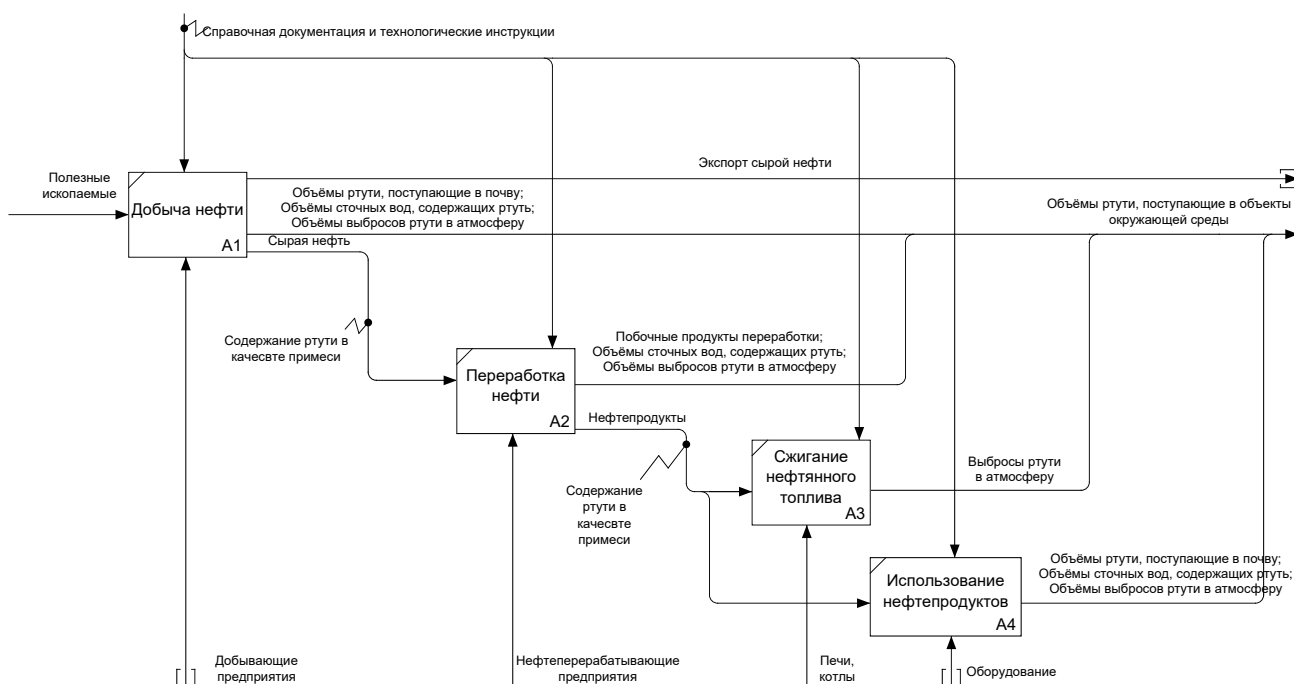 Справочная документация и технологические инструкции
Экспорт сырой нефти
Полезные
ископаемые
Добыча нефти
A1
Объёмы ртути, поступающие в почву;
Объёмы сточных вод, содержащих ртуть;
Объёмы выбросов ртути в атмосферу
Объёмы ртути, поступающие в объекты
окружающей среды
Сырая нефть
Содержание ртути в
качесвте примеси
Переработка
нефти
A2
Побочные продукты переработки;
Объёмы сточных вод, содержащих ртуть;
Объёмы выбросов ртути в атмосферу
Нефтепродукты
Содержание
ртути в
качесвте
примеси
Сжигание
нефтянного
топлива
A3
Выбросы ртути
в атмосферу
Использование
нефтепродуктов
A4
Объёмы ртути, поступающие в почву;
Объёмы сточных вод, содержащих ртуть;
Объёмы выбросов ртути в атмосферу
Добывающие
предприятия
Нефтеперерабатывающие
предприятия
Печи,
котлы
Оборудование